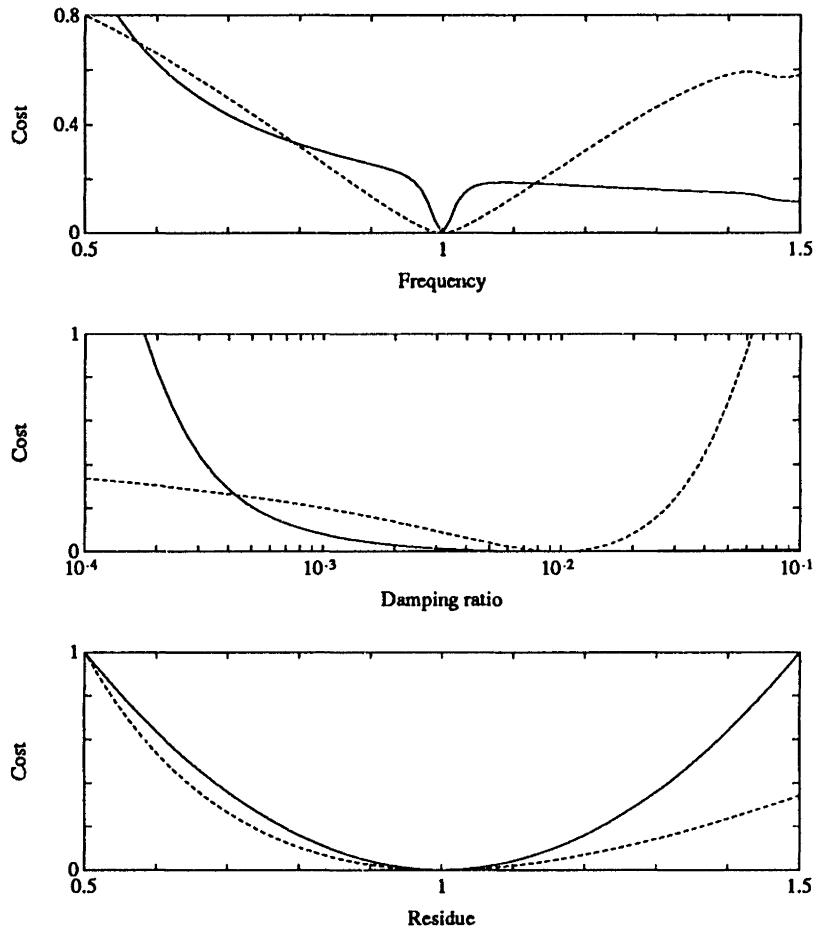 0.8
Cost
0.4
0
0.5
1
1.5
Frequency
1
Cost
0
10-4
10-3
10-2
10-1
Damping ratio
1
Cost
0
0.5
1
1.5
Residue